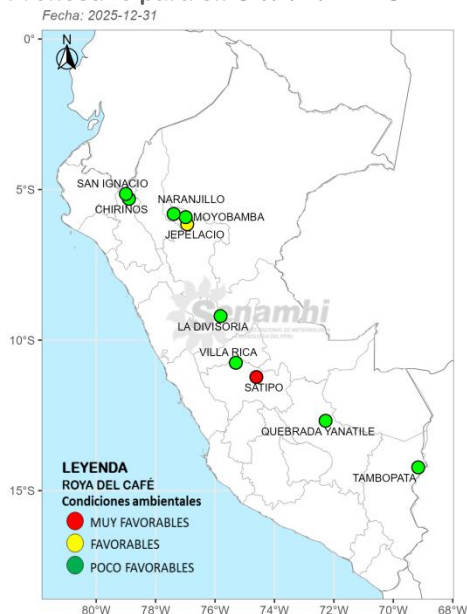 Fecha: 2025-12-31
N
0°
5°S
10°S
15°S
SAN IGNACIO
CHIRINOS
NARANJILLO
MOYOBAMBA
JEPELACIO
Senamhi
LA DIVISORIA
VILLA RICA
SATIPO
QUEBRADA YANATILE
TAMBOPATA
LEYENDA
ROYA DEL CAFÉ
Condiciones ambientales
MUY FAVORABLES
FAVORABLES
POCO FAVORABLES
80°W 78°W 76°W 74°W 72°W 70°W